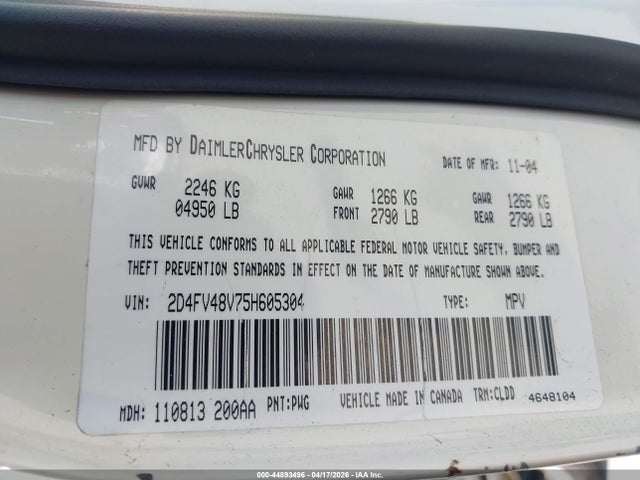 MFD BY DAIMLERCHRYSLER CORPORATION DATE OF MFR: 11-04
GVWR 2246 KG GAWR 1266 KG GAWR 1266 KG
04950 LB FRONT 2790 LB REAR 2790 LB
THIS VEHICLE CONFORMS TO ALL APPLICABLE FEDERAL MOTOR VEHICLE SAFETY, BUMPER AND
THEFT PREVENTION STANDARDS IN EFFECT ON THE DATE OF MANUFACTURE SHOWN ABOVE.
VIN: 2D4FV48V75H605304 TYPE: MPV
MDH: 110813 200AA PNT:PWG VEHICLE MADE IN CANADA TRM:CLDD 4648104
000-44893496 - 04/17/2026 - IAA Inc.